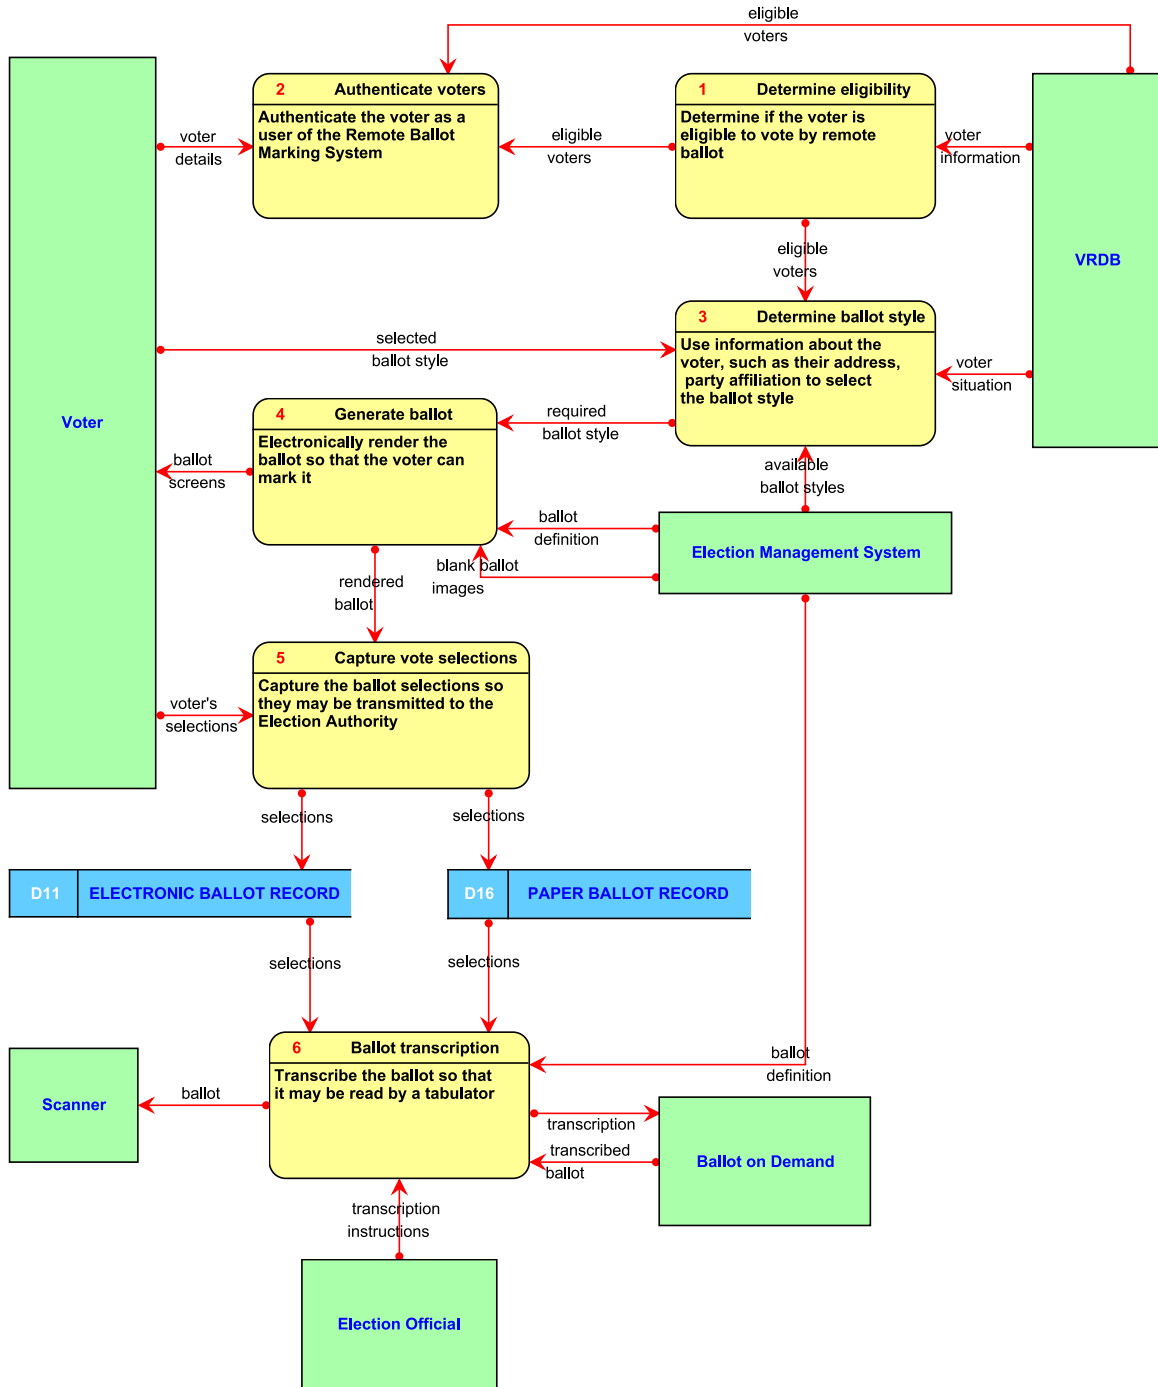 eligible
voters
2 Authenticate voters
Authenticate the voter as a
user of the Remote Ballot
Marking System
1 Determine eligibility
Determine if the voter is
eligible to vote by remote
ballot
voter
details
eligible
voters
voter
information
eligible
voters
VRDB
3 Determine ballot style
Use information about the
voter, such as their address,
party affiliation to select
the ballot style
selected
ballot style
voter
situation
Voter
4 Generate ballot
Electronically render the
ballot so that the voter can
mark it
required
ballot style
ballot
screens
available
ballot styles
ballot
definition
Election Management System
blank ballot
images
rendered
ballot
5 Capture vote selections
Capture the ballot selections so
they may be transmitted to the
Election Authority
voter's
selections
selections
selections
D11 ELECTRONIC BALLOT RECORD
D16 PAPER BALLOT RECORD
selections
selections
6 Ballot transcription
Transcribe the ballot so that
it may be read by a tabulator
ballot
definition
Scanner
ballot
transcription
transcribed
ballot
Ballot on Demand
transcription
instructions
Election Official